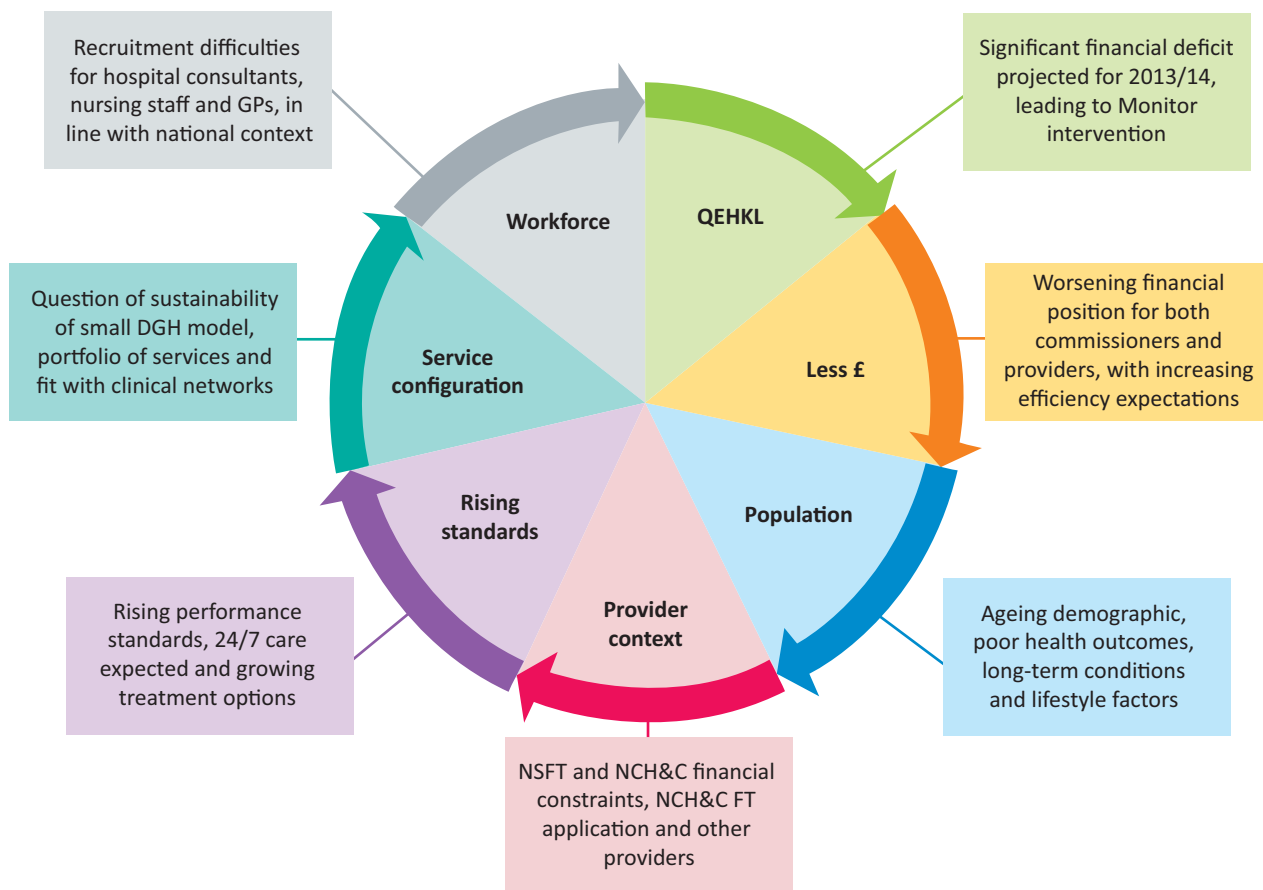 Recruitment difficulties
for hospital consultants,
nursing staff and GPs, in
line with national context
Significant financial deficit
projected for 2013/14,
leading to Monitor
intervention
Workforce
QEHKL
Question of sustainability
of small DGH model,
portfolio of services and
fit with clinical networks
Service
configuration
Less £
Worsening financial
position for both
commissioners and
providers, with increasing
efficiency expectations
Rising
standards
Population
Provider
context
Rising performance
standards, 24/7 care
expected and growing
treatment options
Ageing demographic,
poor health outcomes,
long-term conditions
and lifestyle factors
NSFT and NCH&C financial
constraints, NCH&C FT
application and other
providers